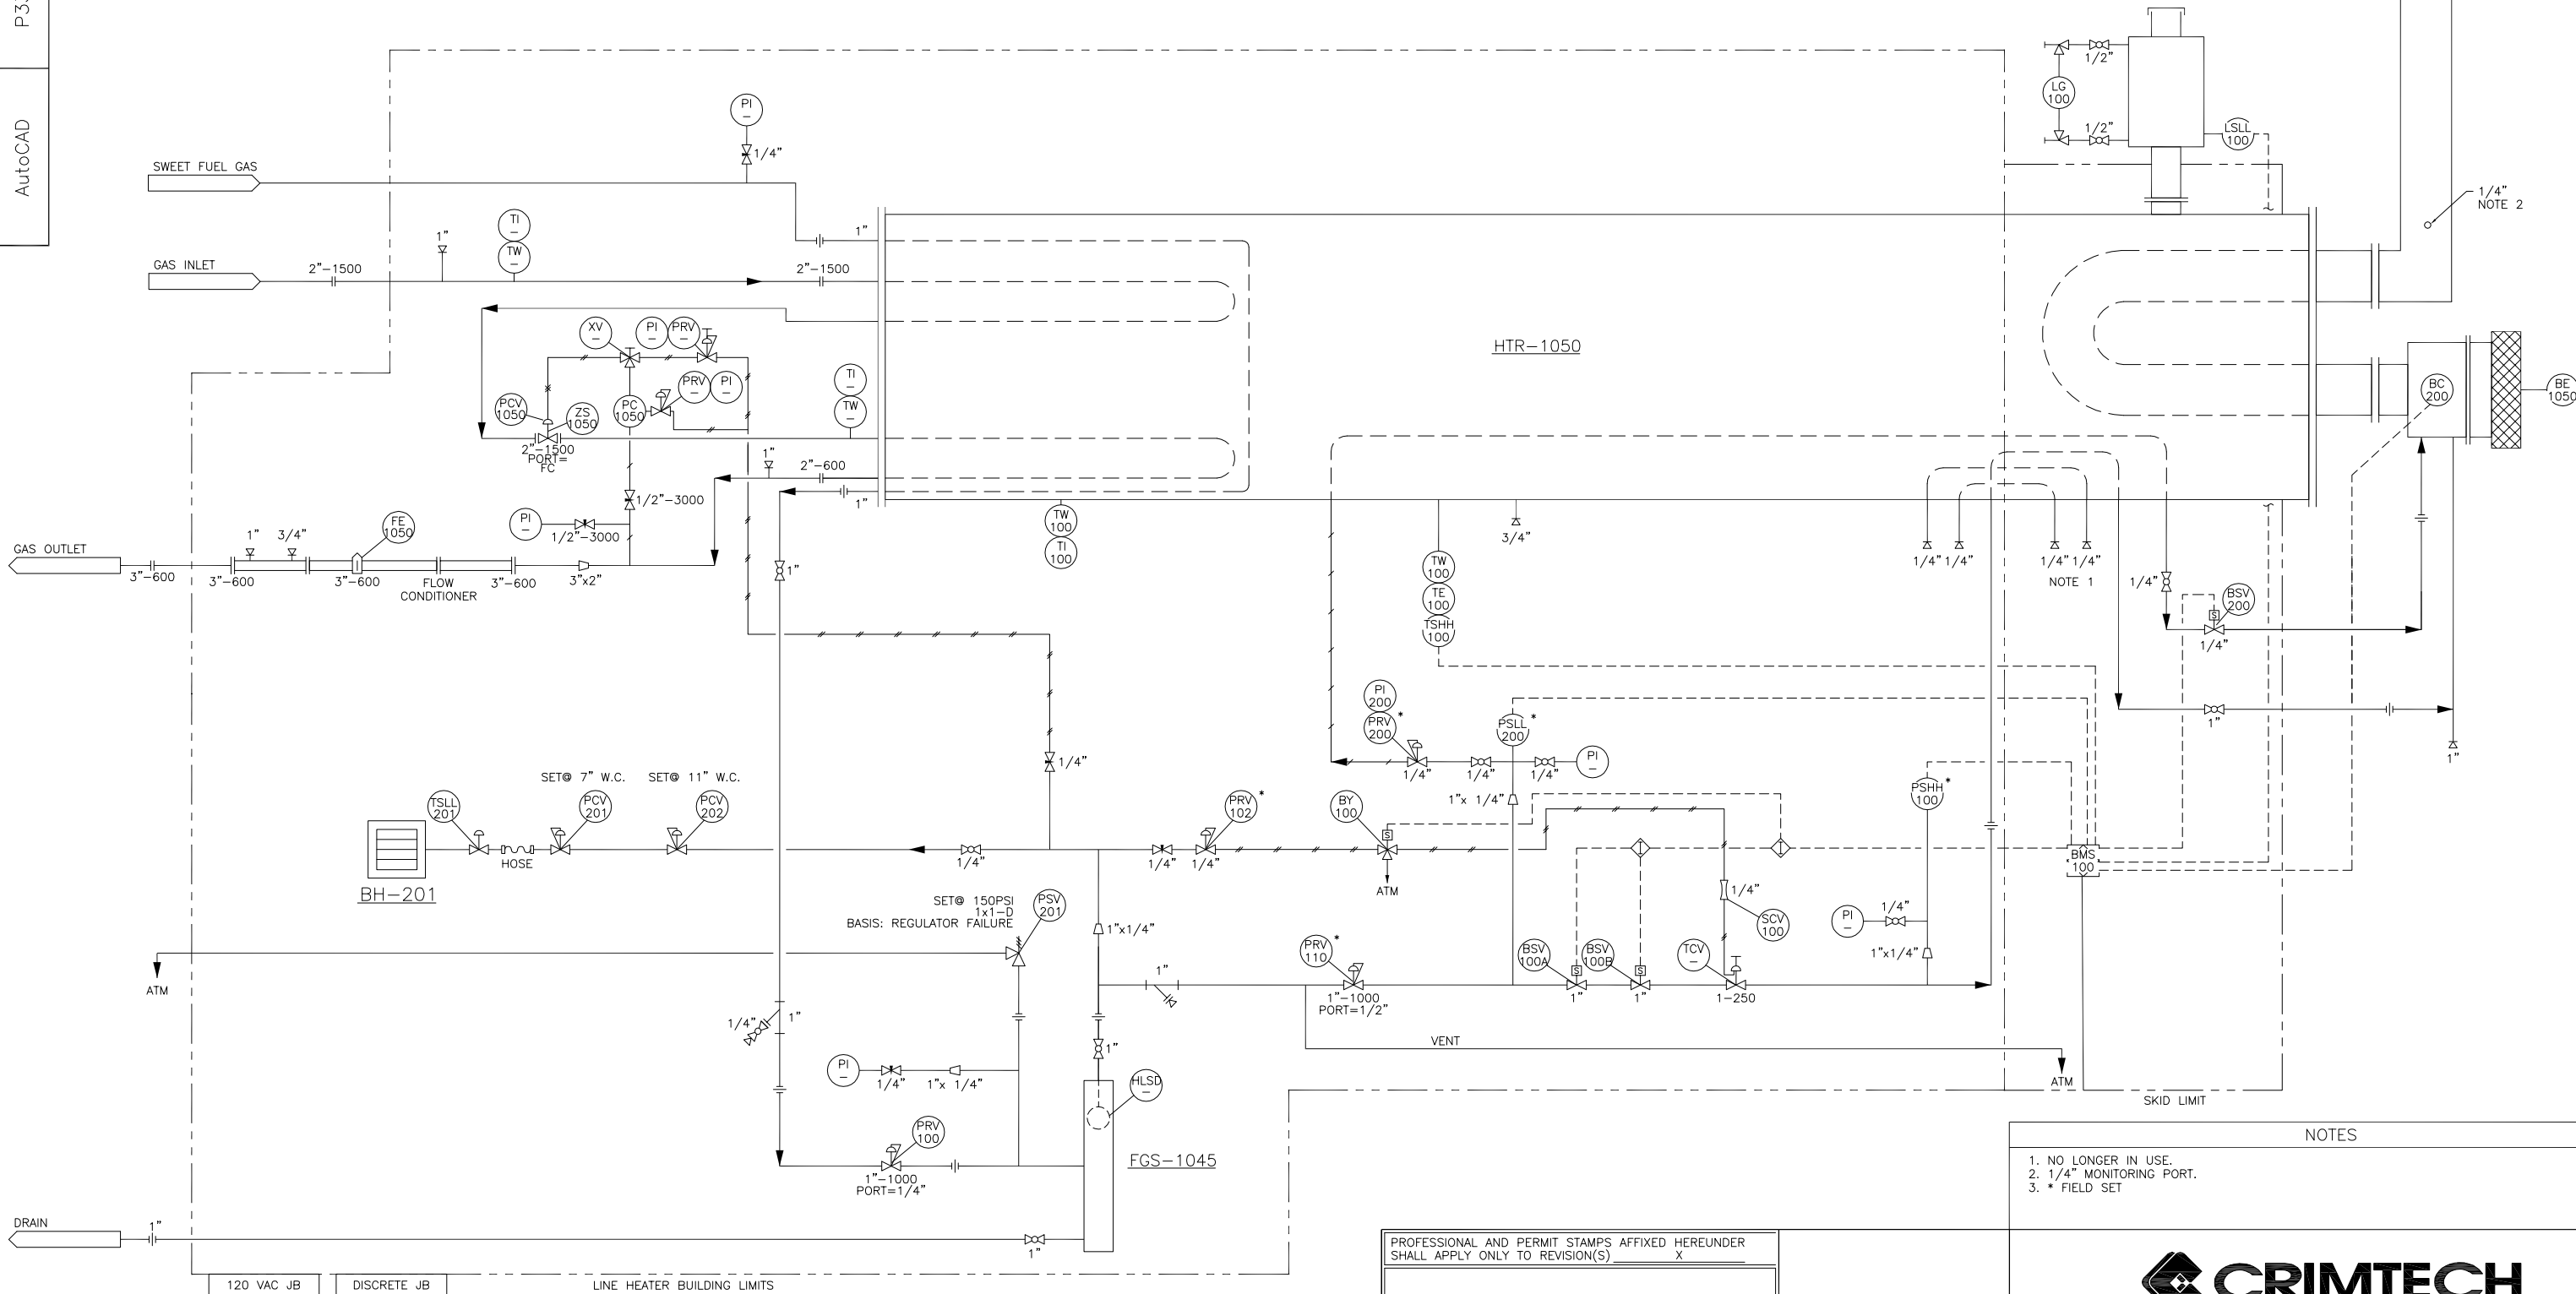 P3
AutoCAD
SWEET FUEL GAS
PI
–
1/4"
1"
GAS INLET
2"–1500
1"
TI
–
TW
–
2"–1500
XV
–
PI
–
PRV
–
PRV
–
PI
–
PCV
1050
ZS
1050
PC
1050
2"–1500
PORT=
FC
TI
–
TW
–
1"
2"–600
1"
1/2"–3000
PI
–
1/2"–3000
GAS OUTLET
3"–600
3"–600
1"
3/4"
FE
1050
3"–600
FLOW
CONDITIONER
3"–600
3"x2"
1"
HTR–1050
TW
100
TI
100
3/4"
TW
100
TE
100
TSHH
100
1/2"
LG
100
1/2"
LSLL
100
1/4"
NOTE 2
BC
200
BE
1050
1/4"
1/4"
1/4"
1/4"
NOTE 1
1/4"
BSV
200
1/4"
1"
1"
PI
200
PRV
200
*
1/4"
1/4"
1/4"
PSLL
200
*
PI
–
1"x 1/4"
PSHH
100
*
SET@ 7" W.C.
SET@ 11" W.C.
TSLL
201
PCV
201
PCV
202
HOSE
BH–201
1/4"
1/4"
1/4"
1/4"
PRV
102
*
BY
100
S
ATM
I
I
BMS
100
1/4"
SCV
100
PI
–
1/4"
1"x1/4"
SET@ 150PSI
1x1–D
BASIS: REGULATOR FAILURE
PSV
201
1"x1/4"
ATM
1"
PRV
110
*
1"–1000
PORT=1/2"
BSV
100A
S
1"
BSV
100B
S
1"
TCV
–
1–250
VENT
ATM
1/4"
1"
PI
–
1/4"
1"x 1/4"
1"
HLSD
–
PRV
100
1"–1000
PORT=1/4"
FGS–1045
SKID LIMIT
DRAIN
1"
1"
NOTES
1. NO LONGER IN USE.
2. 1/4" MONITORING PORT.
3. * FIELD SET
PROFESSIONAL AND PERMIT STAMPS AFFIXED HEREUNDER
SHALL APPLY ONLY TO REVISION(S) X
120 VAC JB
DISCRETE JB
LINE HEATER BUILDING LIMITS
CRIMTECH